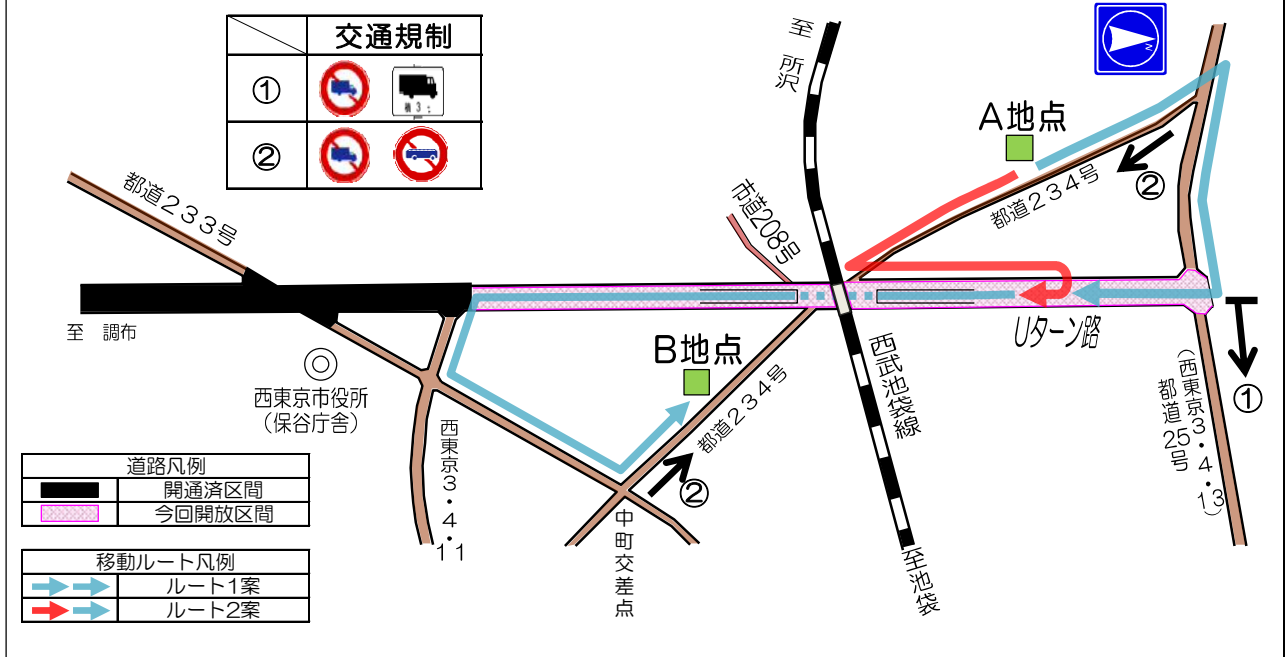 交通規制
①
積3t
②
至 所沢
N
A地点
②
都道234号
都道233号
市道208号
至 調布
Uターン路
B地点
西東京市役所
(保谷庁舎)
西武池袋線
都道234号
①
(西東京3・4・13)
都道25号
西東京3・4・11
②
中町交差点
至池袋
道路凡例
開通済区間
今回開放区間
移動ルート凡例
ルート1案
ルート2案